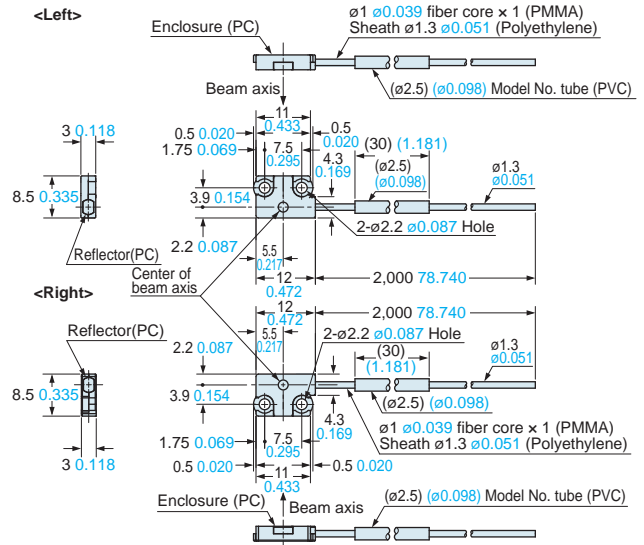 <Left>
ø1 ø0.039 fiber core × 1 (PMMA)
Sheath ø1.3 ø0.051 (Polyethylene)
Enclosure (PC)
(ø2.5) (ø0.098) Model No. tube (PVC)
Beam axis
11
0.433
3 0.118
0.5 0.020
0.5
0.020
1.75 0.069
7.5
0.295
4.3
0.169
(30) (1.181)
(ø2.5)
(ø0.098)
ø1.3
ø0.051
8.5 0.335
3.9 0.154
2.2 0.087
2-ø2.2 ø0.087 Hole
Reflector(PC)
5.5
0.217
Center of
beam axis
12
0.472
2,000 78.740
<Right>
12
0.472
2,000 78.740
Reflector(PC)
5.5
0.217
2-ø2.2 ø0.087 Hole
2.2 0.087
(30)
(1.181)
ø1.3
ø0.051
8.5 0.335
3.9 0.154
(ø2.5) (ø0.098)
4.3
0.169
ø1 ø0.039 fiber core × 1 (PMMA)
Sheath ø1.3 ø0.051 (Polyethylene)
1.75 0.069
7.5
0.295
3 0.118
0.5 0.020
0.5 0.020
11
0.433
Enclosure (PC)
Beam axis
(ø2.5) (ø0.098) Model No. tube (PVC)